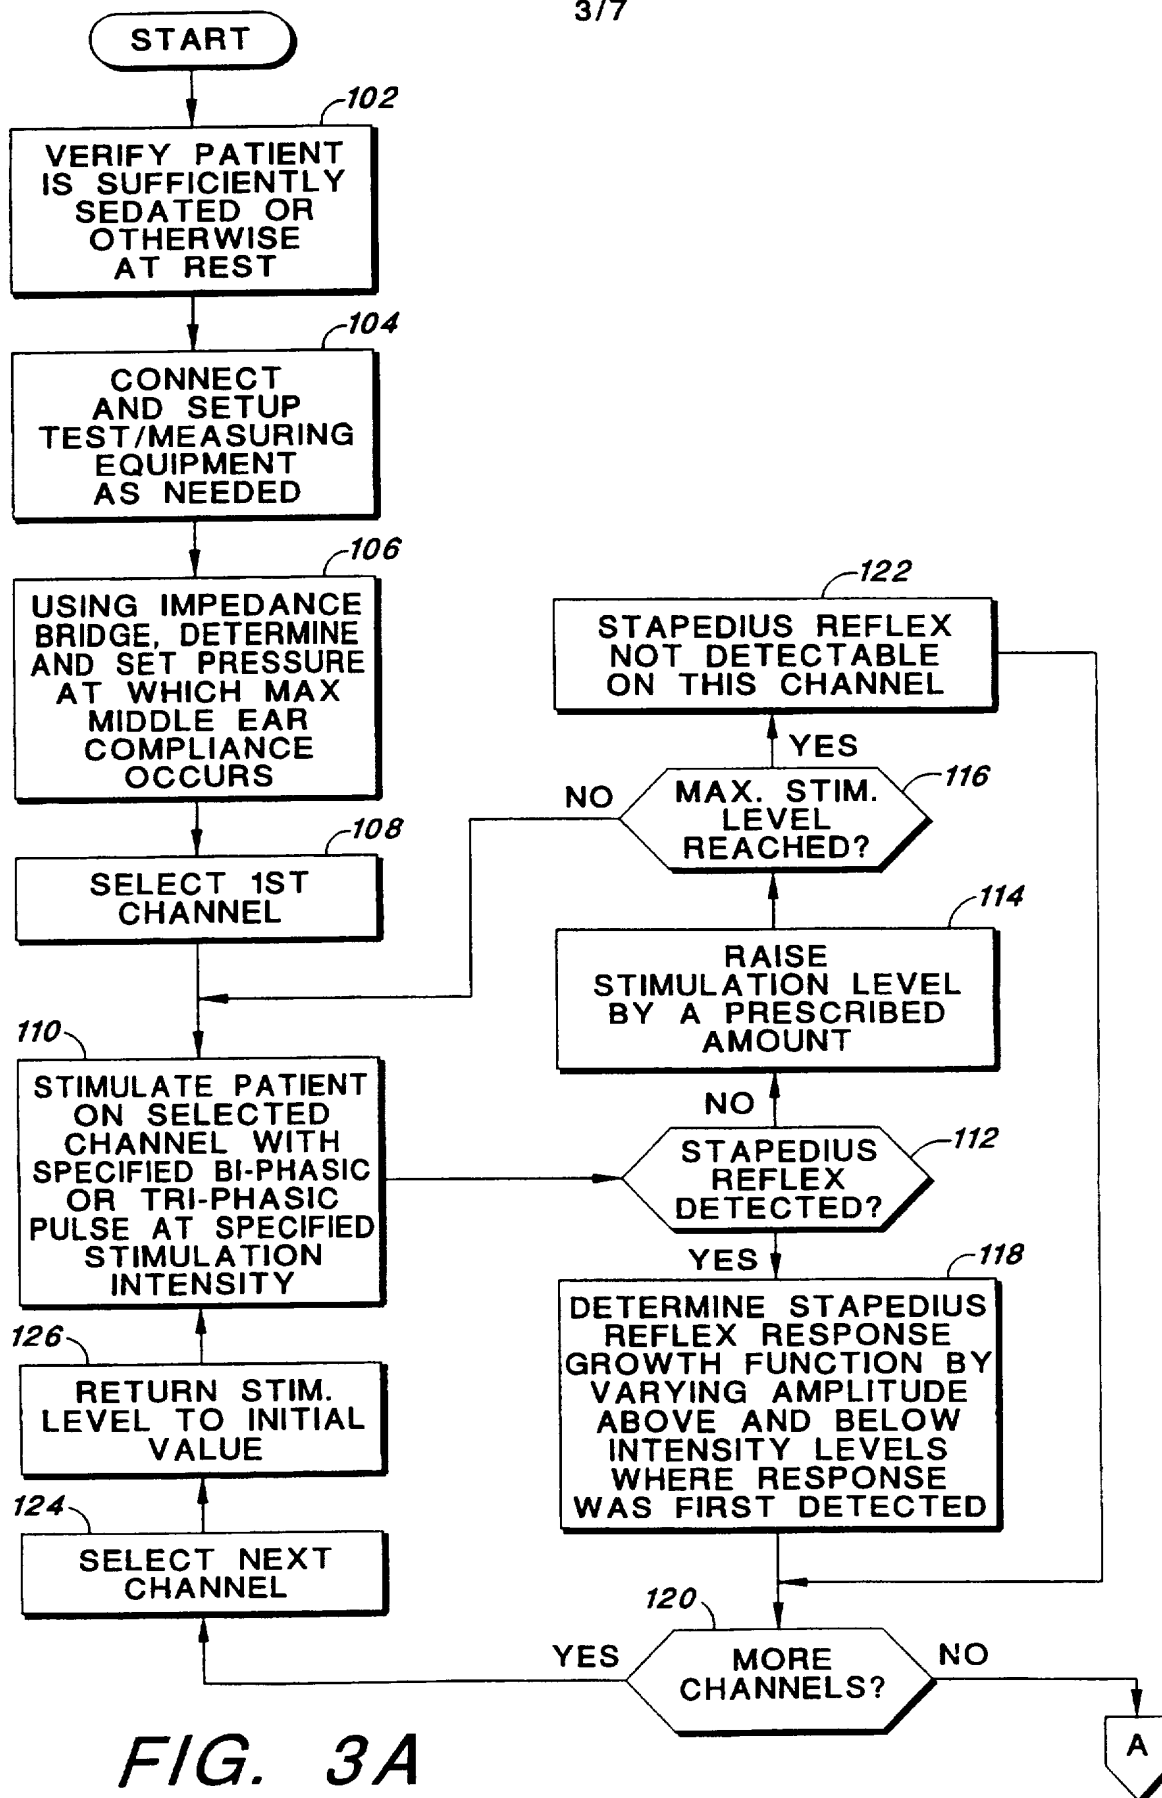 3/7
START
102
VERIFY PATIENT
IS SUFFICIENTLY
SEDATED OR
OTHERWISE
AT REST
104
CONNECT
AND SETUP
TEST/MEASURING
EQUIPMENT
AS NEEDED
106
USING IMPEDANCE
BRIDGE, DETERMINE
AND SET PRESSURE
AT WHICH MAX
MIDDLE EAR
COMPLIANCE
OCCURS
108
SELECT 1ST
CHANNEL
110
STIMULATE PATIENT
ON SELECTED
CHANNEL WITH
SPECIFIED BI-PHASIC
OR TRI-PHASIC
PULSE AT SPECIFIED
STIMULATION
INTENSITY
126
RETURN STIM.
LEVEL TO INITIAL
VALUE
124
SELECT NEXT
CHANNEL
122
STAPEDIUS REFLEX
NOT DETECTABLE
ON THIS CHANNEL
YES
116
NO
MAX. STIM.
LEVEL
REACHED?
114
RAISE
STIMULATION LEVEL
BY A PRESCRIBED
AMOUNT
NO
112
STAPEDIUS
REFLEX
DETECTED?
YES
118
DETERMINE STAPEDIUS
REFLEX RESPONSE
GROWTH FUNCTION BY
VARYING AMPLITUDE
ABOVE AND BELOW
INTENSITY LEVELS
WHERE RESPONSE
WAS FIRST DETECTED
120
YES
MORE
CHANNELS?
NO
A
FIG. 3A